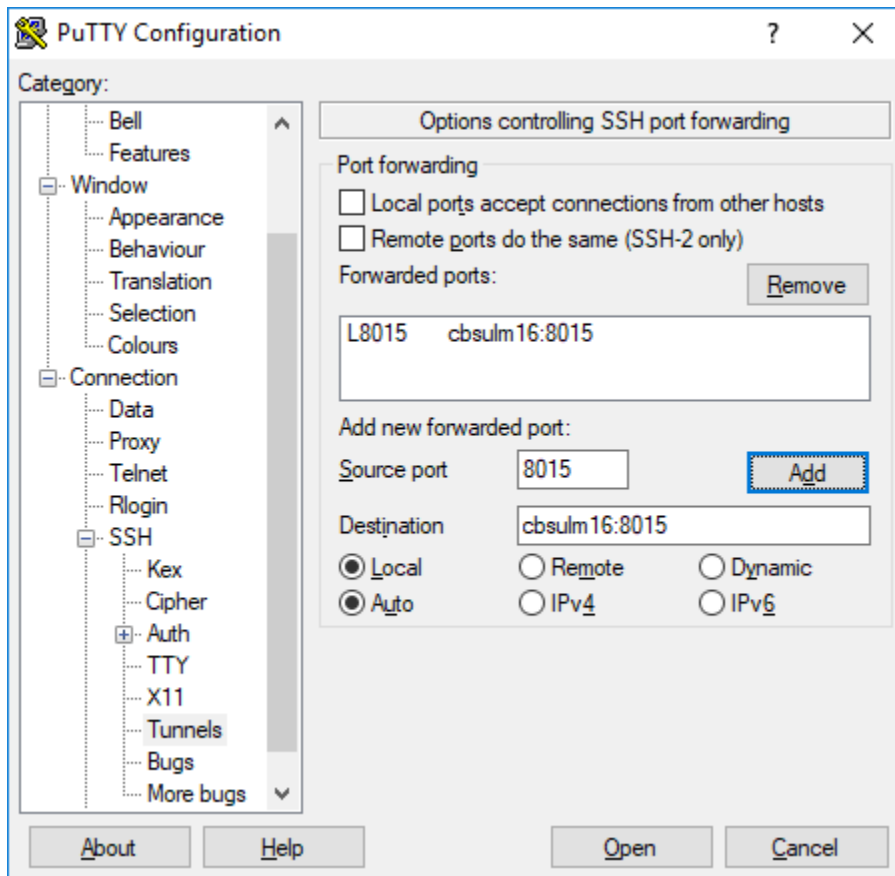 PuTTY Configuration
?
Category:
Bell
Features
Window
Appearance
Behaviour
Translation
Selection
Colours
Connection
Data
Proxy
Telnet
Rlogin
SSH
Kex
Cipher
Auth
TTY
X11
Tunnels
Bugs
More bugs
Options controlling SSH port forwarding
Port forwarding
Local ports accept connections from other hosts
Remote ports do the same (SSH-2 only)
Forwarded ports:
Remove
L8015 cbsulm16:8015
Add new forwarded port:
Source port 8015 Add
Destination cbsulm16:8015
Local Remote Dynamic
Auto IPv4 IPv6
About Help Open Cancel